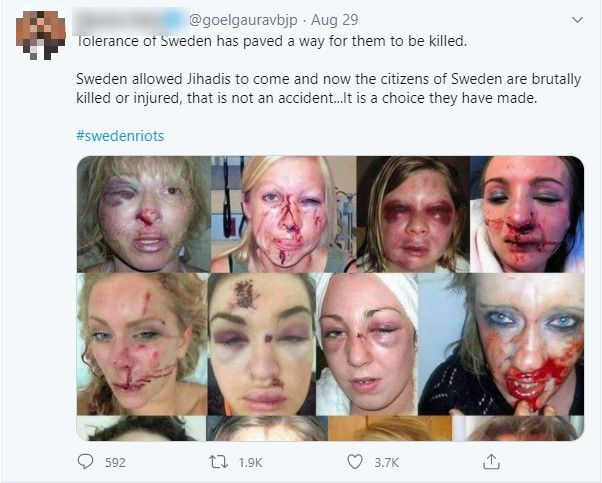 @goelgauravbjp · Aug 29
Tolerance of Sweden has paved a way for them to be killed.
Sweden allowed Jihadis to come and now the citizens of Sweden are brutally
killed or injured, that is not an accident...It is a choice they have made.
#swedenriots
592 1.9K 3.7K